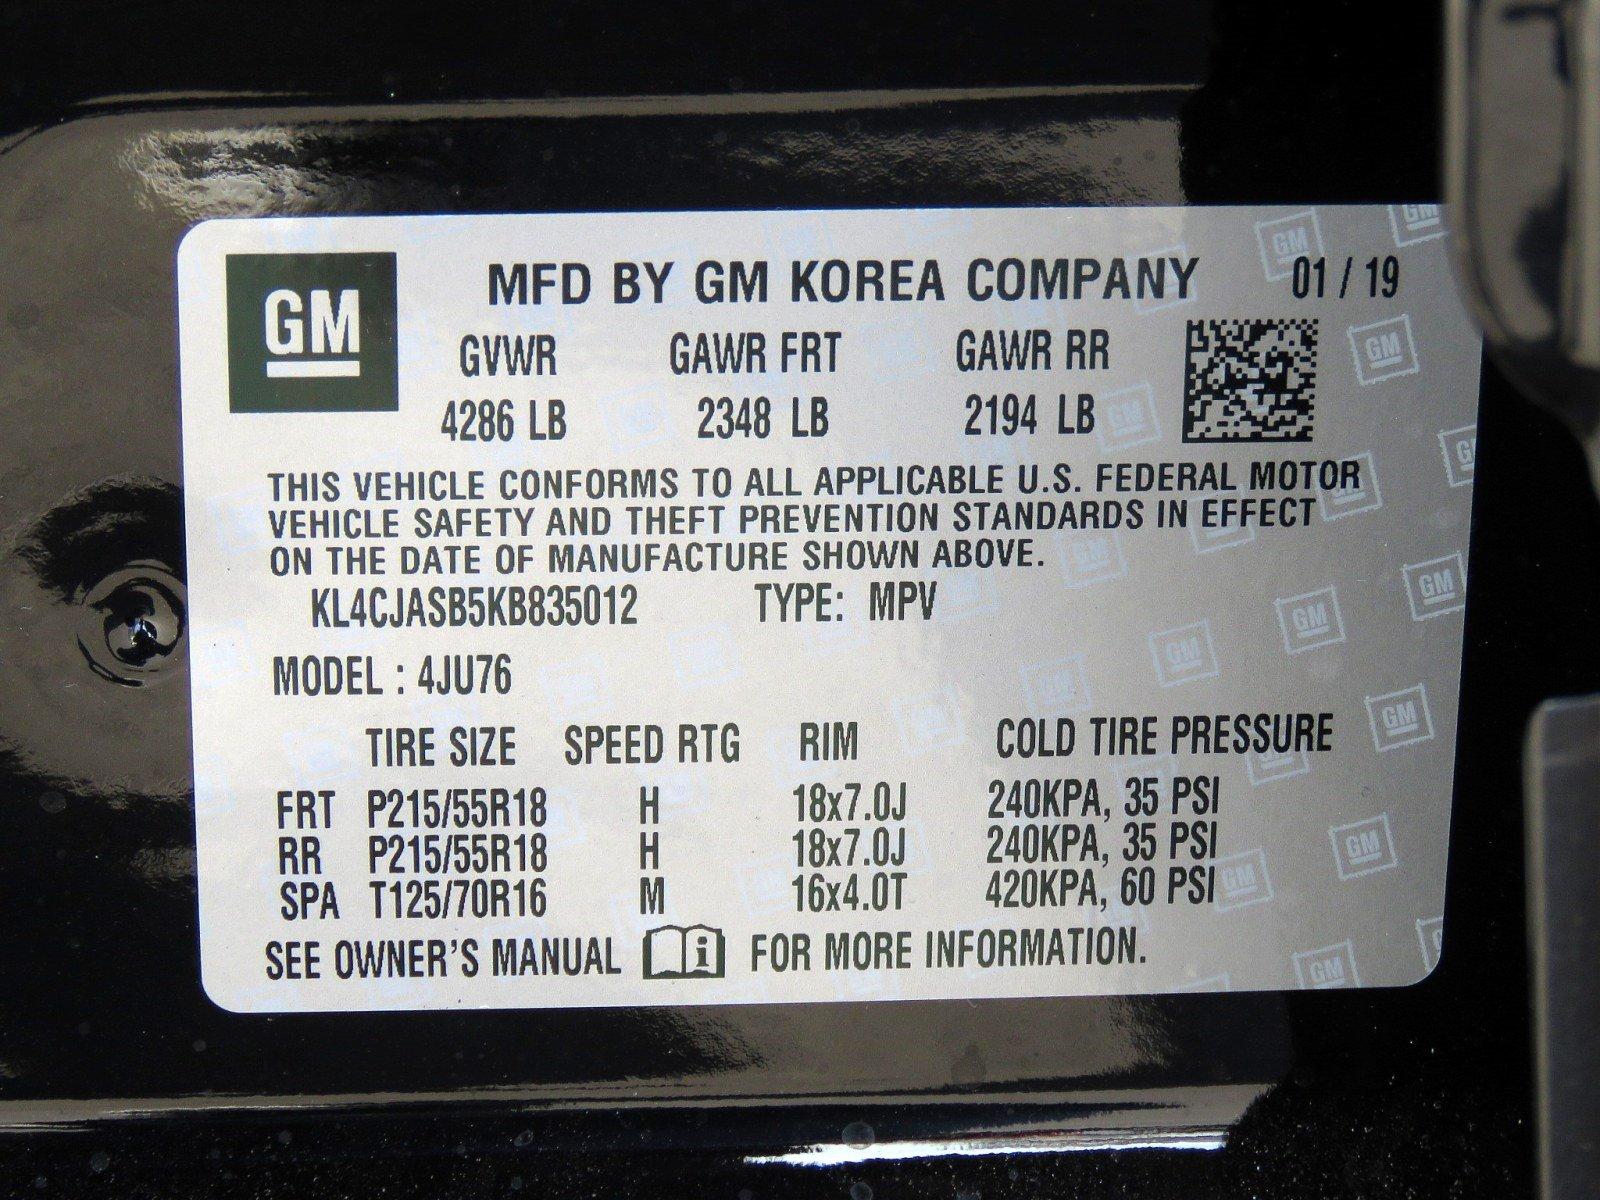 GM
MFD BY GM KOREA COMPANY 01 / 19
GVWR GAWR FRT GAWR RR
4286 LB 2348 LB 2194 LB
THIS VEHICLE CONFORMS TO ALL APPLICABLE U.S. FEDERAL MOTOR
VEHICLE SAFETY AND THEFT PREVENTION STANDARDS IN EFFECT
ON THE DATE OF MANUFACTURE SHOWN ABOVE.
KL4CJASB5KB835012 TYPE: MPV
MODEL : 4JU76
TIRE SIZE SPEED RTG RIM COLD TIRE PRESSURE
FRT P215/55R18 H 18x7.0J 240KPA, 35 PSI
RR P215/55R18 H 18x7.0J 240KPA, 35 PSI
SPA T125/70R16 M 16x4.0T 420KPA, 60 PSI
SEE OWNER'S MANUAL i FOR MORE INFORMATION.